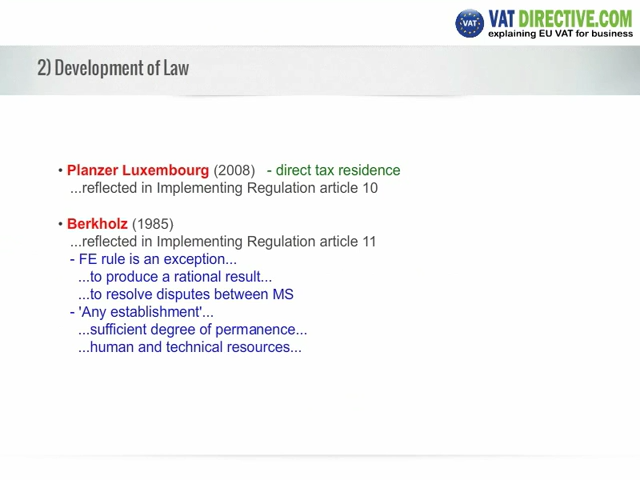 VAT
VAT DIRECTIVE.COM
explaining EU VAT for business
2) Development of Law
• Planzer Luxembourg (2008) - direct tax residence
...reflected in Implementing Regulation article 10
• Berkholz (1985)
...reflected in Implementing Regulation article 11
- FE rule is an exception...
...to produce a rational result...
...to resolve disputes between MS
- 'Any establishment'...
...sufficient degree of permanence...
...human and technical resources...